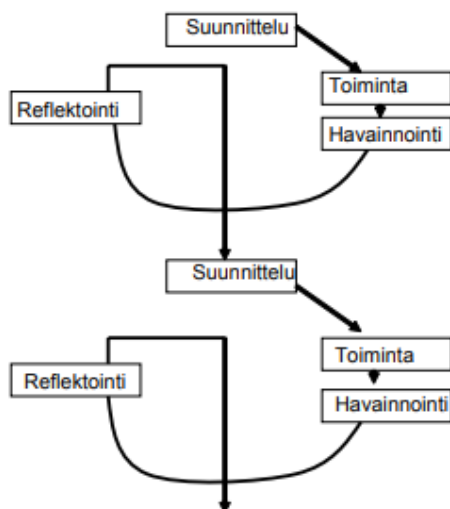 Suunnittelu
Toiminta
Reflektointi
Havainnointi
Suunnittelu
Toiminta
Reflektointi
Havainnointi